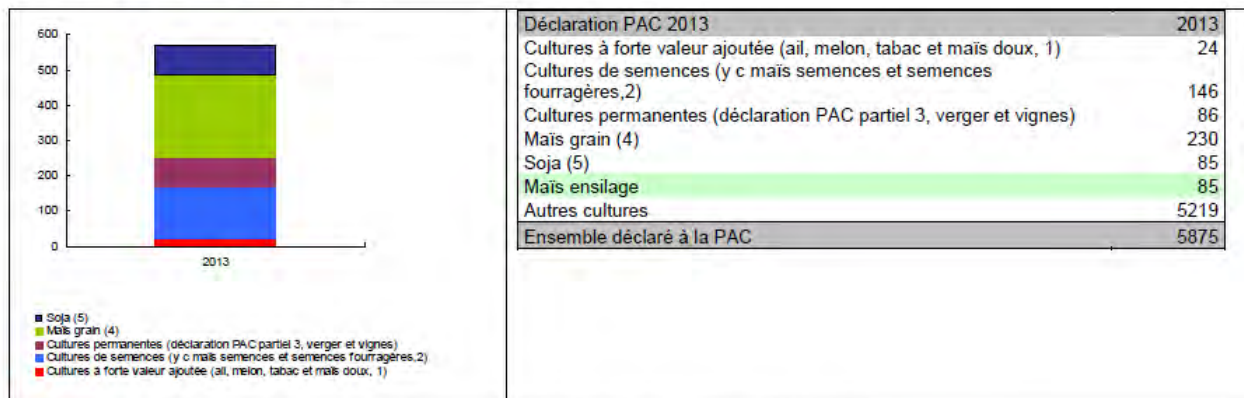 600
500
400
300
200
100
0
2013
Soja (5)
Maïs grain (4)
Cultures permanentes (déclaration PAC partiel 3, verger et vignes)
Cultures de semences (y c maïs semences et semences fourragères,2)
Cultures à forte valeur ajoutée (ail, melon, tabac et maïs doux, 1)
Déclaration PAC 2013 2013
Cultures à forte valeur ajoutée (ail, melon, tabac et maïs doux, 1) 24
Cultures de semences (y c maïs semences et semences
fourragères,2) 146
Cultures permanentes (déclaration PAC partiel 3, verger et vignes) 86
Maïs grain (4) 230
Soja (5) 85
Maïs ensilage 85
Autres cultures 5219
Ensemble déclaré à la PAC 5875